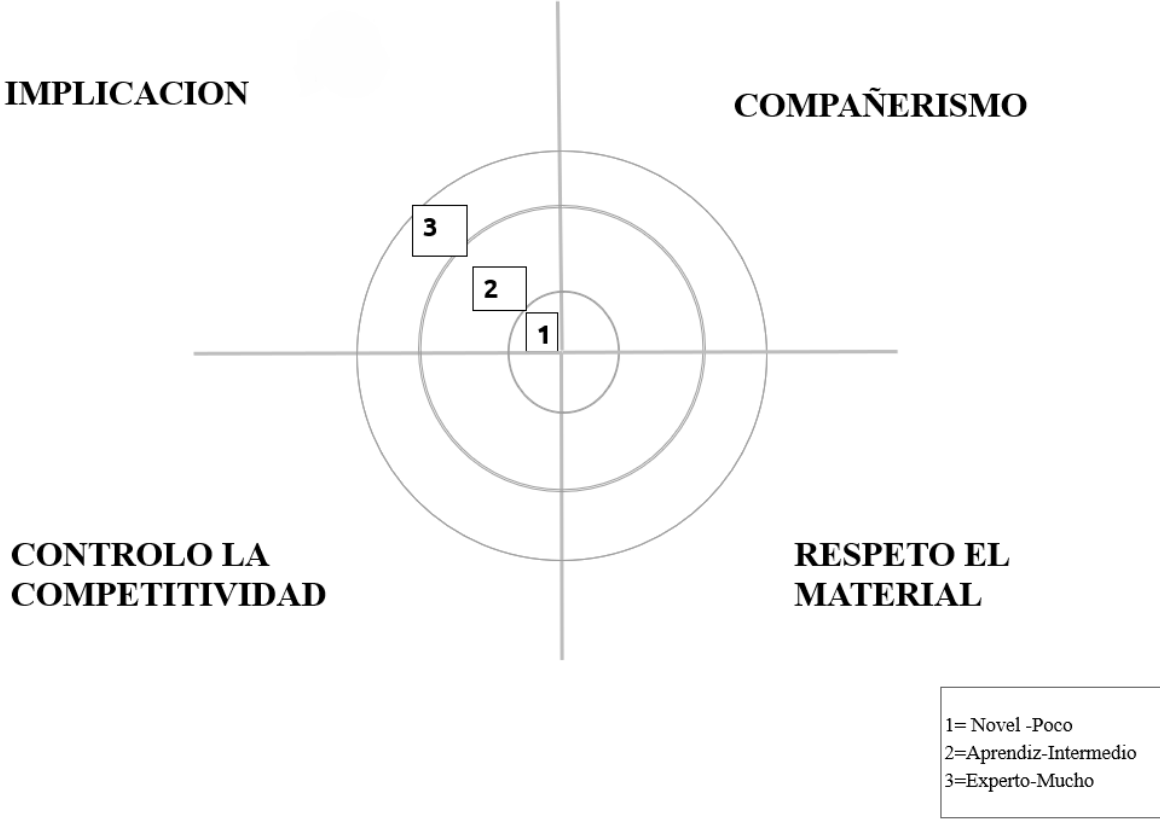 IMPLICACION
COMPAÑERISMO
3
2
1
CONTROLO LA
COMPETITIVIDAD
RESPETO EL
MATERIAL
1= Novel -Poco
2=Aprendiz-Intermedio
3=Experto-Mucho